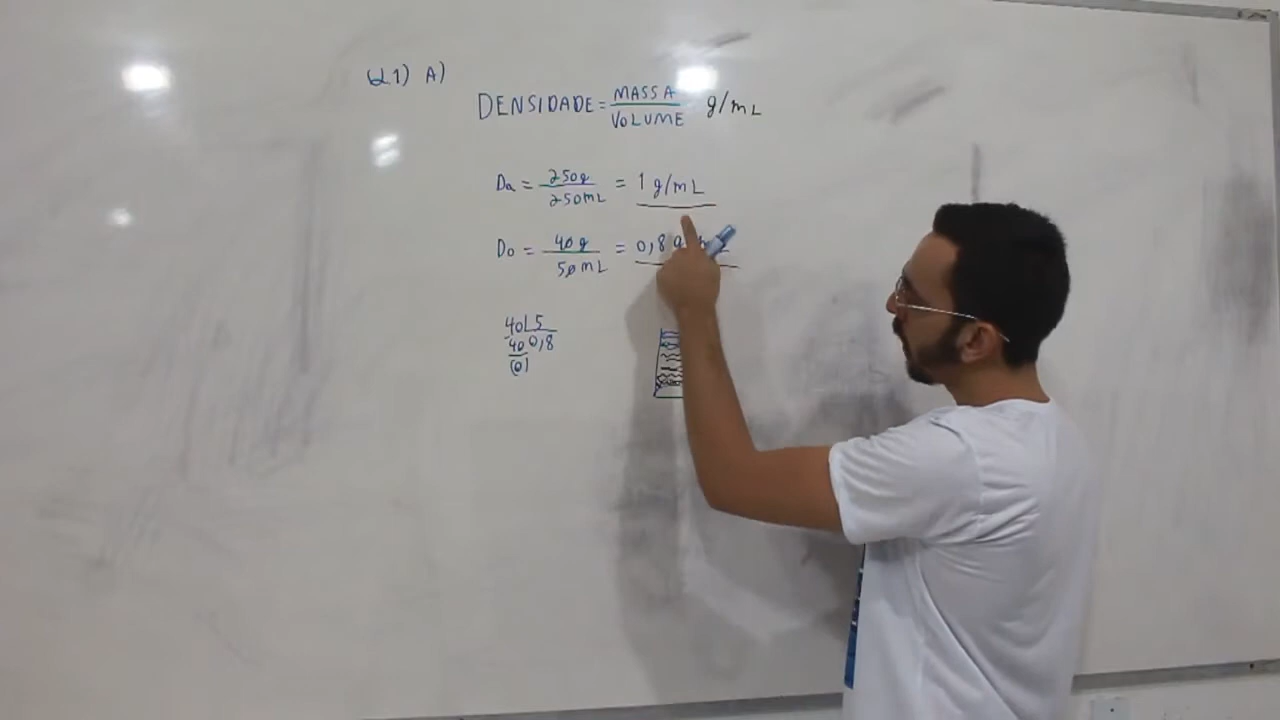 Q1) A)
DENSIDADE = MASSA / VOLUME g/mL
Da = 250g / 250mL = 1 g/mL
Do = 40g / 50mL = 0,8 g
40 5
40 0,8
(0)